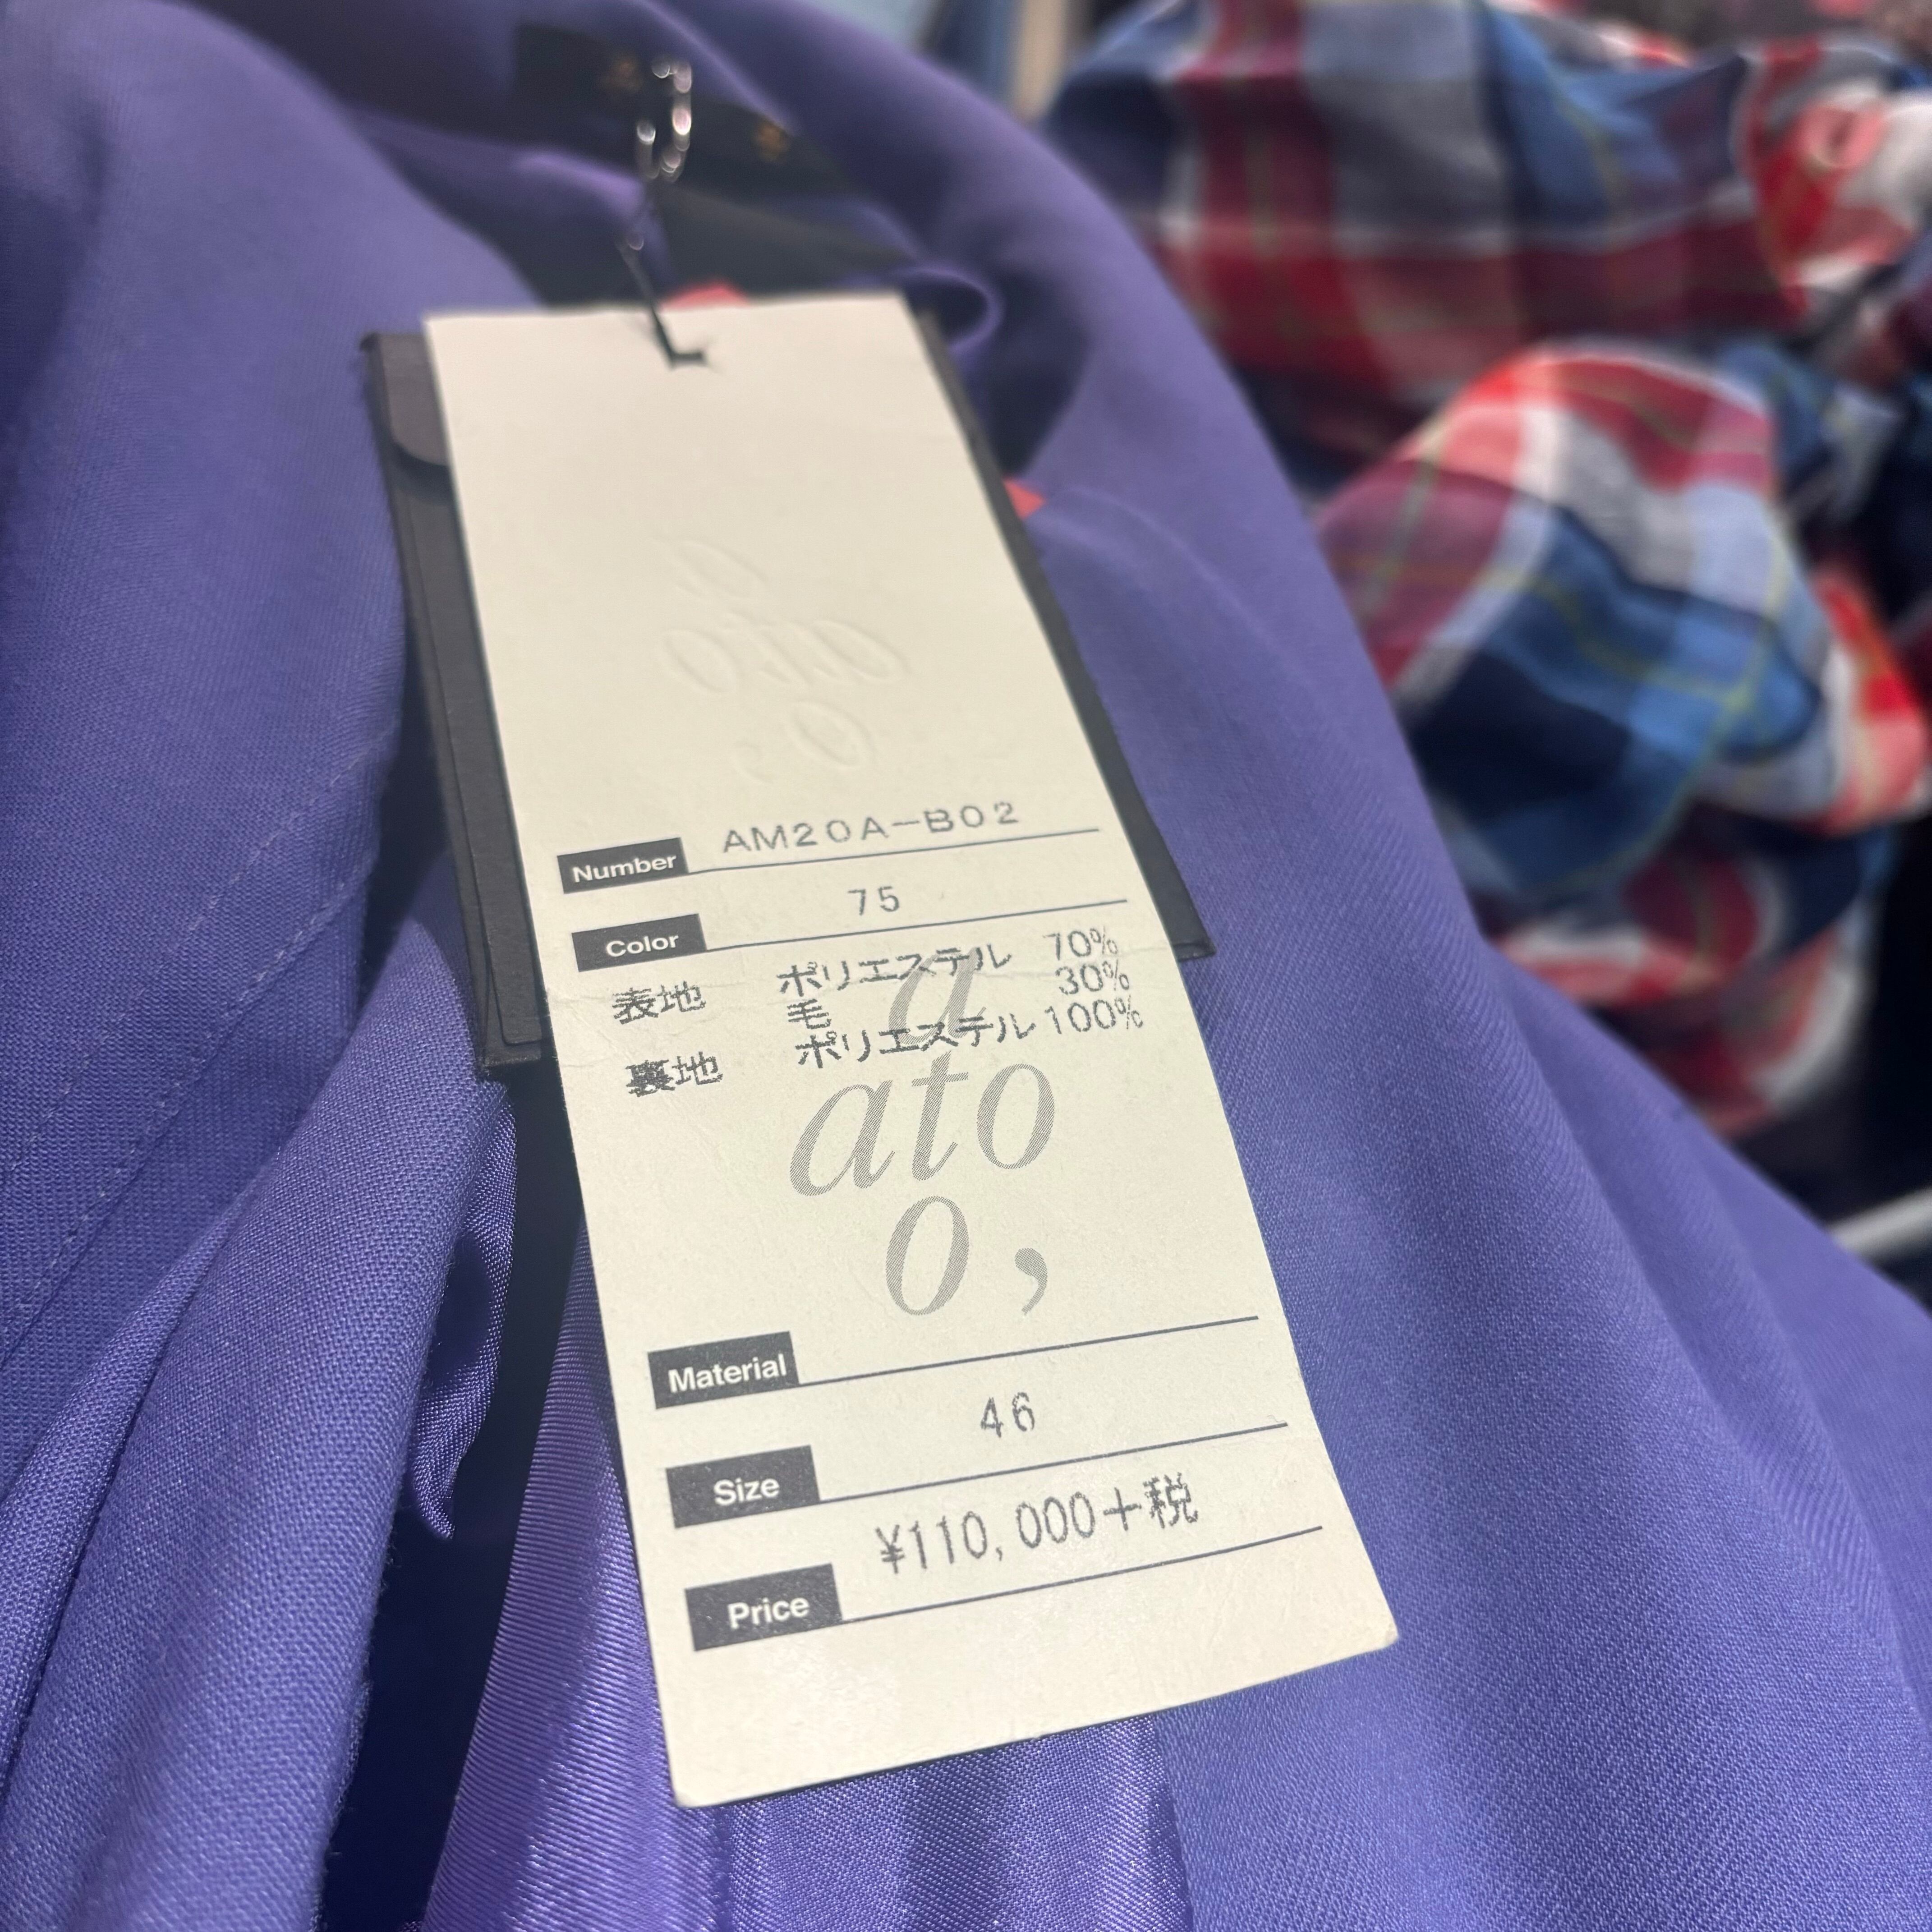 AM20A-B02
Number
75
Color
表地 ポリエステル 70%
毛 30%
裏地 ポリエステル 100%
a
ato
o,
Material
46
Size
¥110,000+税
Price